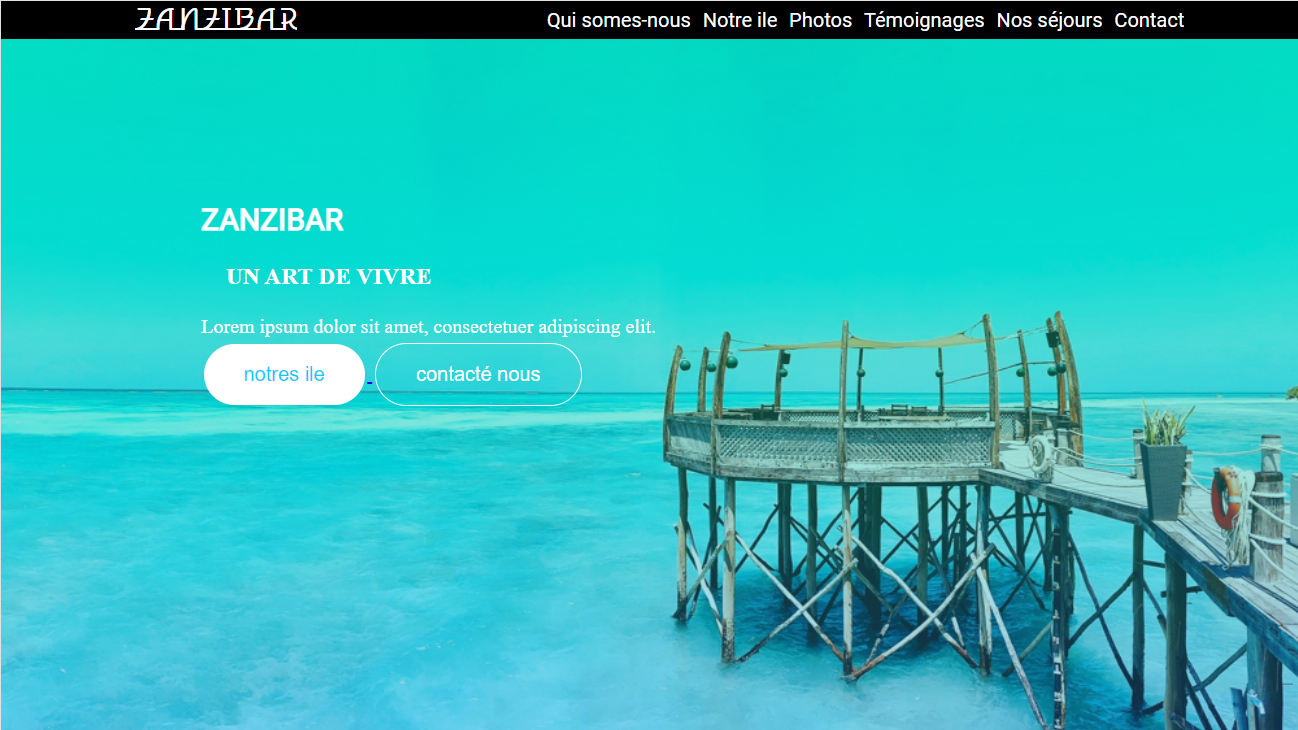 ZANZIBAR Qui somes-nous Notre ile Photos Témoignages Nos séjours Contact
ZANZIBAR
UN ART DE VIVRE
Lorem ipsum dolor sit amet, consectetuer adipiscing elit.
notres ile contacté nous